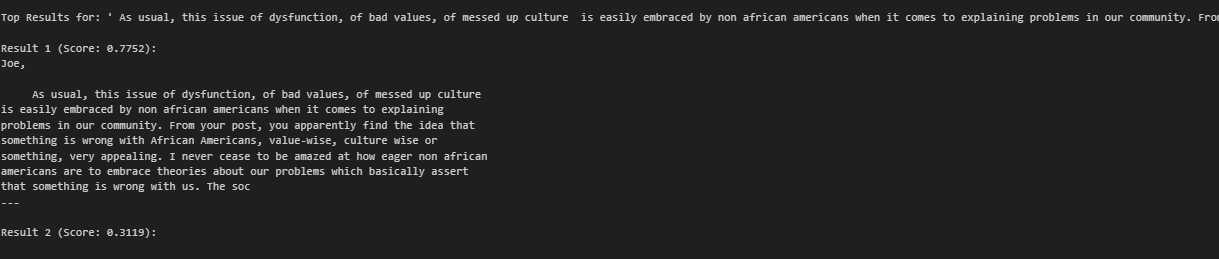 Top Results for: ' As usual, this issue of dysfunction, of bad values, of messed up culture  is easily embraced by non african americans when it comes to explaining problems in our community. Fro
Result 1 (Score: 0.7752):
Joe,
     As usual, this issue of dysfunction, of bad values, of messed up culture
is easily embraced by non african americans when it comes to explaining
problems in our community. From your post, you apparently find the idea that
something is wrong with African Americans, value-wise, culture wise or
something, very appealing. I never cease to be amazed at how eager non african
americans are to embrace theories about our problems which basically assert
that something is wrong with us. The soc
---
Result 2 (Score: 0.3119):